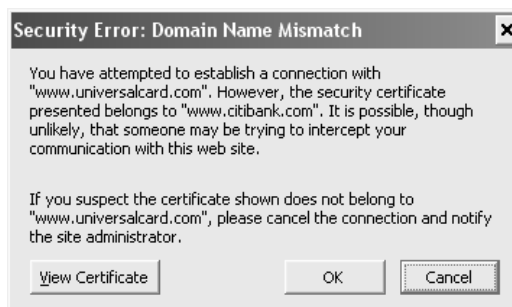 Security Error: Domain Name Mismatch
You have attempted to establish a connection with
"www.universalcard.com". However, the security certificate
presented belongs to "www.citibank.com". It is possible, though
unlikely, that someone may be trying to intercept your
communication with this web site.
If you suspect the certificate shown does not belong to
"www.universalcard.com", please cancel the connection and notify
the site administrator.
View Certificate OK Cancel